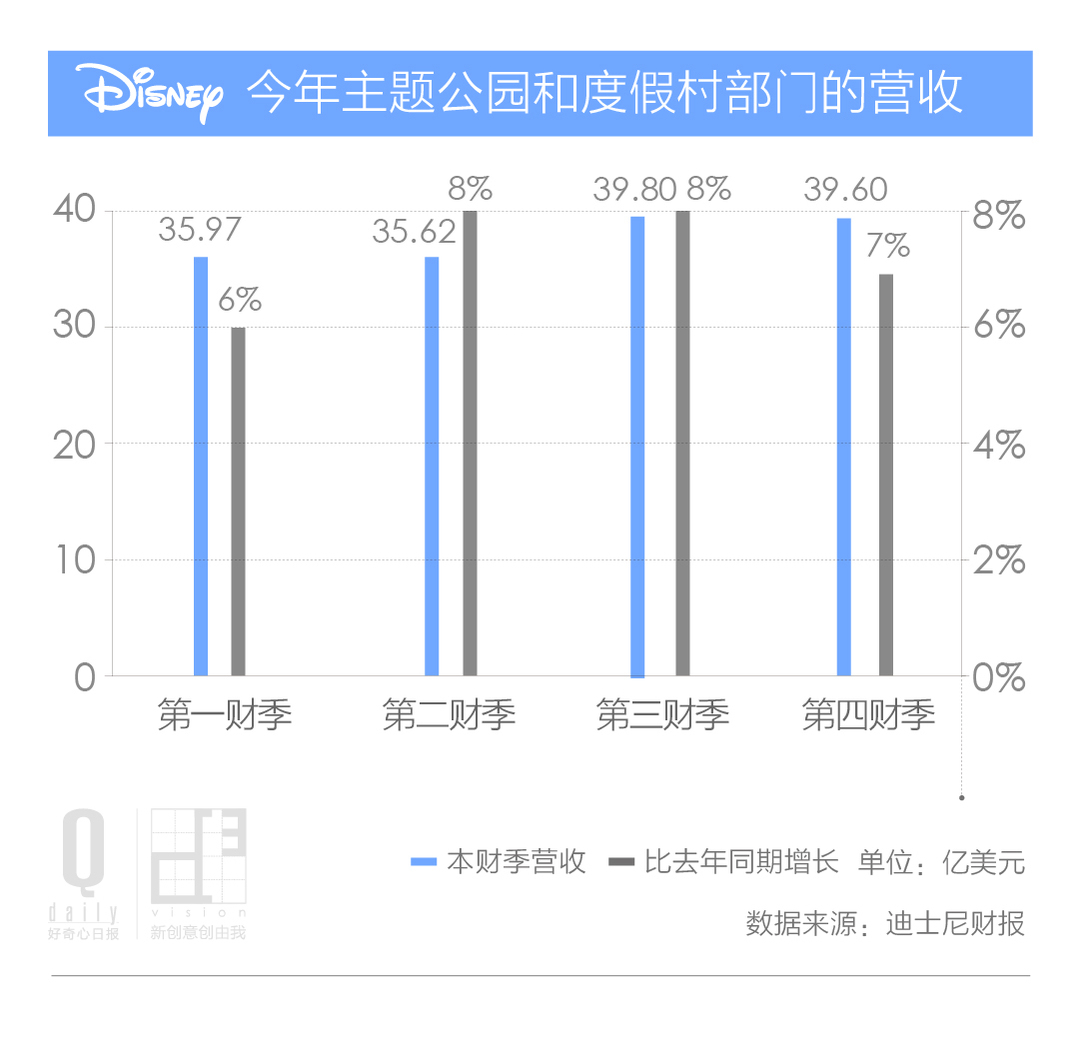 Disney 今年主题公园和度假村部门的营收
8% 39.80 8% 39.60
40 35.97 35.62 8%
7%
6%
30 6%
20 4%
10 2%
0 0%
第一财季 第二财季 第三财季 第四财季
本财季营收 比去年同期增长 单位：亿美元
数据来源：迪士尼财报
Q
daily
好奇心日报
vision
新创意创由我